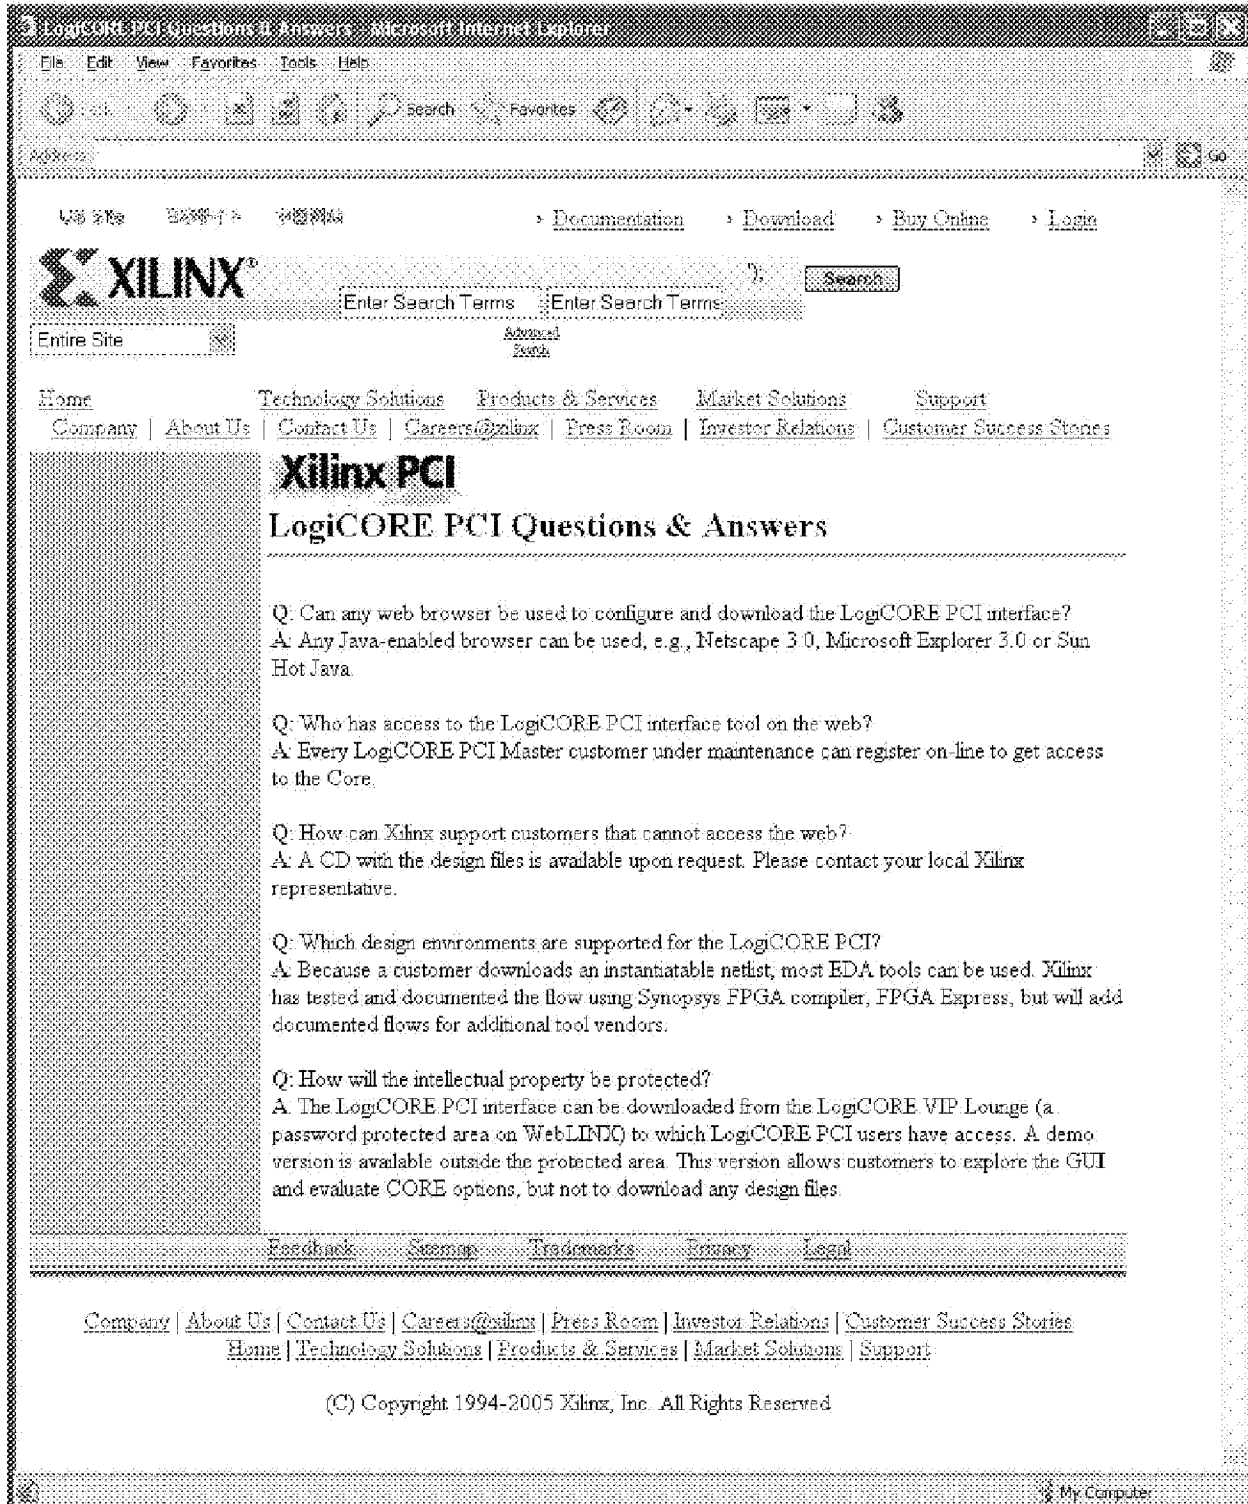 LogiCORE PCI Questions & Answers - Microsoft Internet Explorer
File Edit View Favorites Tools Help
Search Favorites
Address Go
> Documentation > Download > Buy Online > Login
XILINX®
"); Search
Enter Search Terms Enter Search Terms
Entire Site
Advanced
Search
Home Technology Solutions Products & Services Market Solutions Support
Company | About Us | Contact Us | Careers@xilinx | Press Room | Investor Relations | Customer Success Stories
Xilinx PCI
LogiCORE PCI Questions & Answers
Q: Can any web browser be used to configure and download the LogiCORE PCI interface?
A: Any Java-enabled browser can be used, e.g., Netscape 3.0, Microsoft Explorer 3.0 or Sun
Hot Java.
Q: Who has access to the LogiCORE PCI interface tool on the web?
A: Every LogiCORE PCI Master customer under maintenance can register on-line to get access
to the Core.
Q: How can Xilinx support customers that cannot access the web?
A: A CD with the design files is available upon request. Please contact your local Xilinx
representative.
Q: Which design environments are supported for the LogiCORE PCI?
A: Because a customer downloads an instantiatable netlist, most EDA tools can be used. Xilinx
has tested and documented the flow using Synopsys FPGA compiler, FPGA Express, but will add
documented flows for additional tool vendors.
Q: How will the intellectual property be protected?
A: The LogiCORE PCI interface can be downloaded from the LogiCORE VIP Lounge (a
password protected area on WebLINX) to which LogiCORE PCI users have access. A demo
version is available outside the protected area. This version allows customers to explore the GUI
and evaluate CORE options, but not to download any design files.
Feedback Sitemap Trademarks Privacy Legal
Company | About Us | Contact Us | Careers@xilinx | Press Room | Investor Relations | Customer Success Stories
Home | Technology Solutions | Products & Services | Market Solutions | Support
(C) Copyright 1994-2005 Xilinx, Inc. All Rights Reserved
My Computer